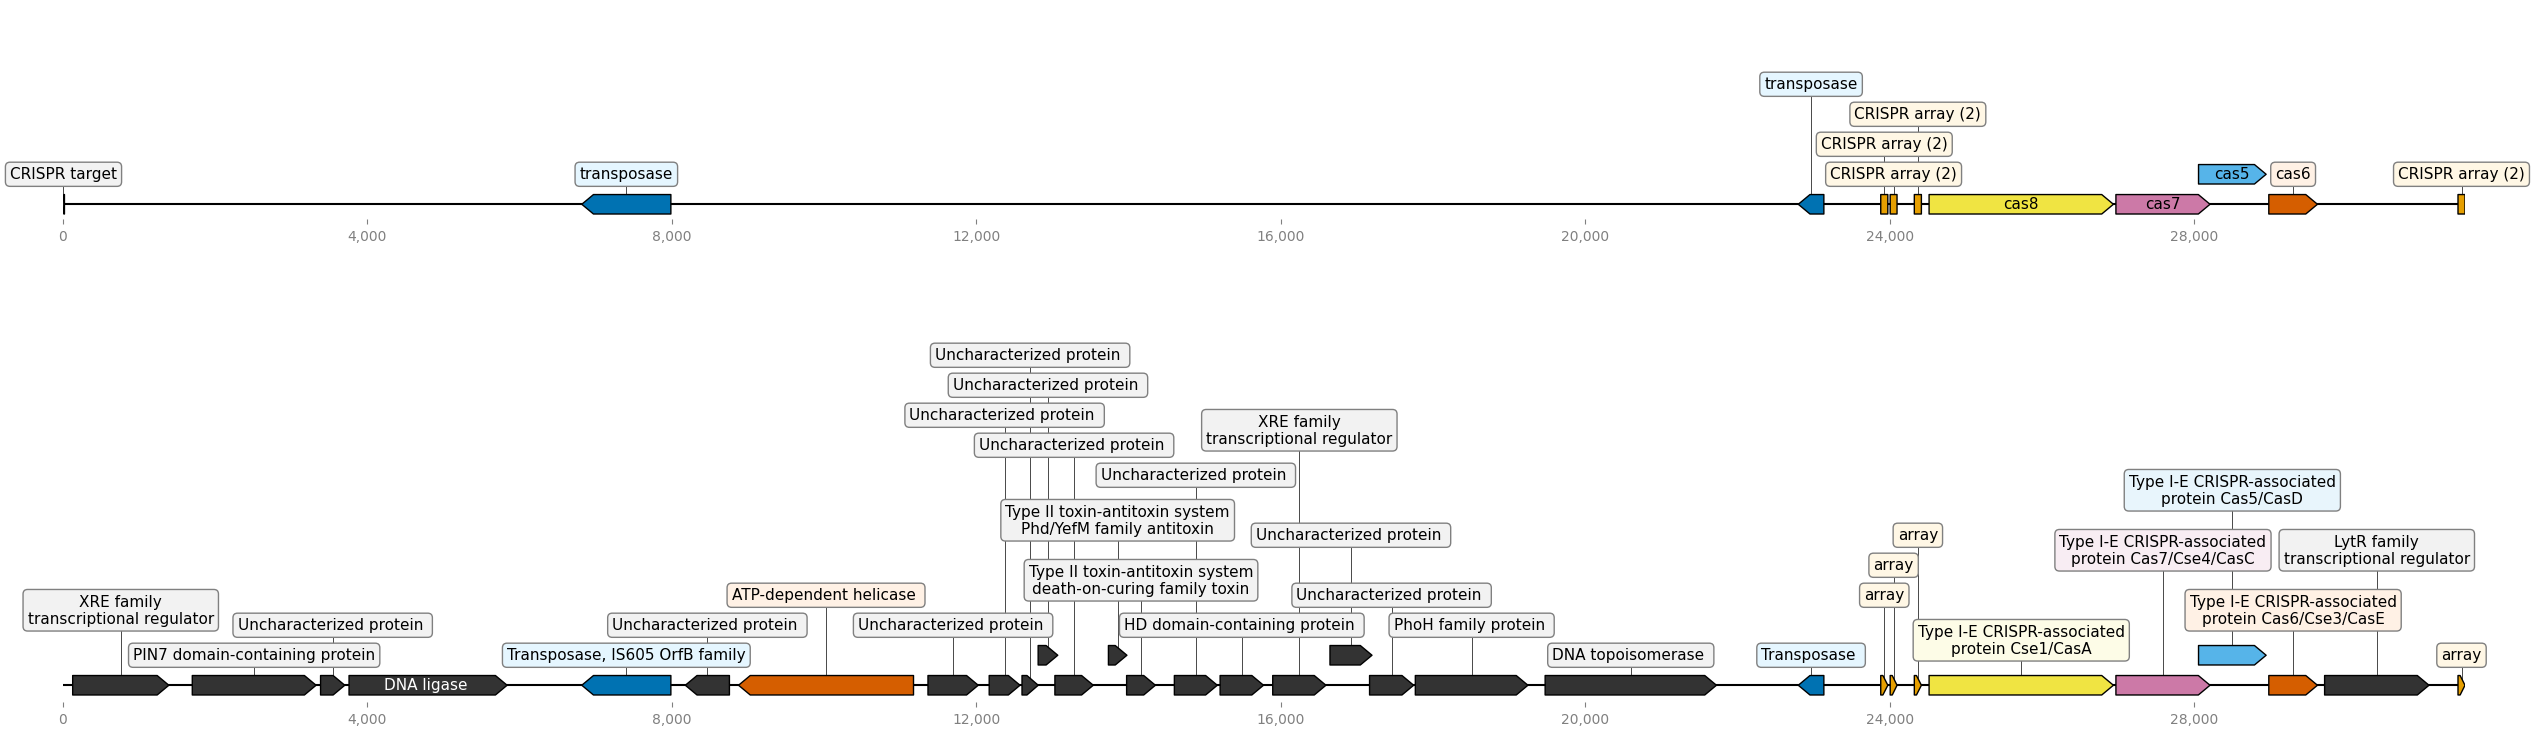 transposase
CRISPR array (2)
CRISPR array (2)
CRISPR target
transposase
CRISPR array (2)
cas5
cas6
CRISPR array (2)
cas8
cas7
0
4,000
8,000
12,000
16,000
20,000
24,000
28,000
Uncharacterized protein
Uncharacterized protein
Uncharacterized protein
XRE family
transcriptional regulator
Uncharacterized protein
Uncharacterized protein
Type I-E CRISPR-associated
protein Cas5/CasD
Type II toxin-antitoxin system
Phd/YefM family antitoxin
Uncharacterized protein
array
Type I-E CRISPR-associated
protein Cas7/Cse4/CasC
LytR family
transcriptional regulator
array
Type II toxin-antitoxin system
death-on-curing family toxin
XRE family
transcriptional regulator
ATP-dependent helicase
Uncharacterized protein
array
Type I-E CRISPR-associated
protein Cas6/Cse3/CasE
Uncharacterized protein
Uncharacterized protein
Uncharacterized protein
HD domain-containing protein
PhoH family protein
Type I-E CRISPR-associated
protein Cse1/CasA
PIN7 domain-containing protein
Transposase, IS605 OrfB family
DNA topoisomerase
Transposase
array
DNA ligase
0
4,000
8,000
12,000
16,000
20,000
24,000
28,000